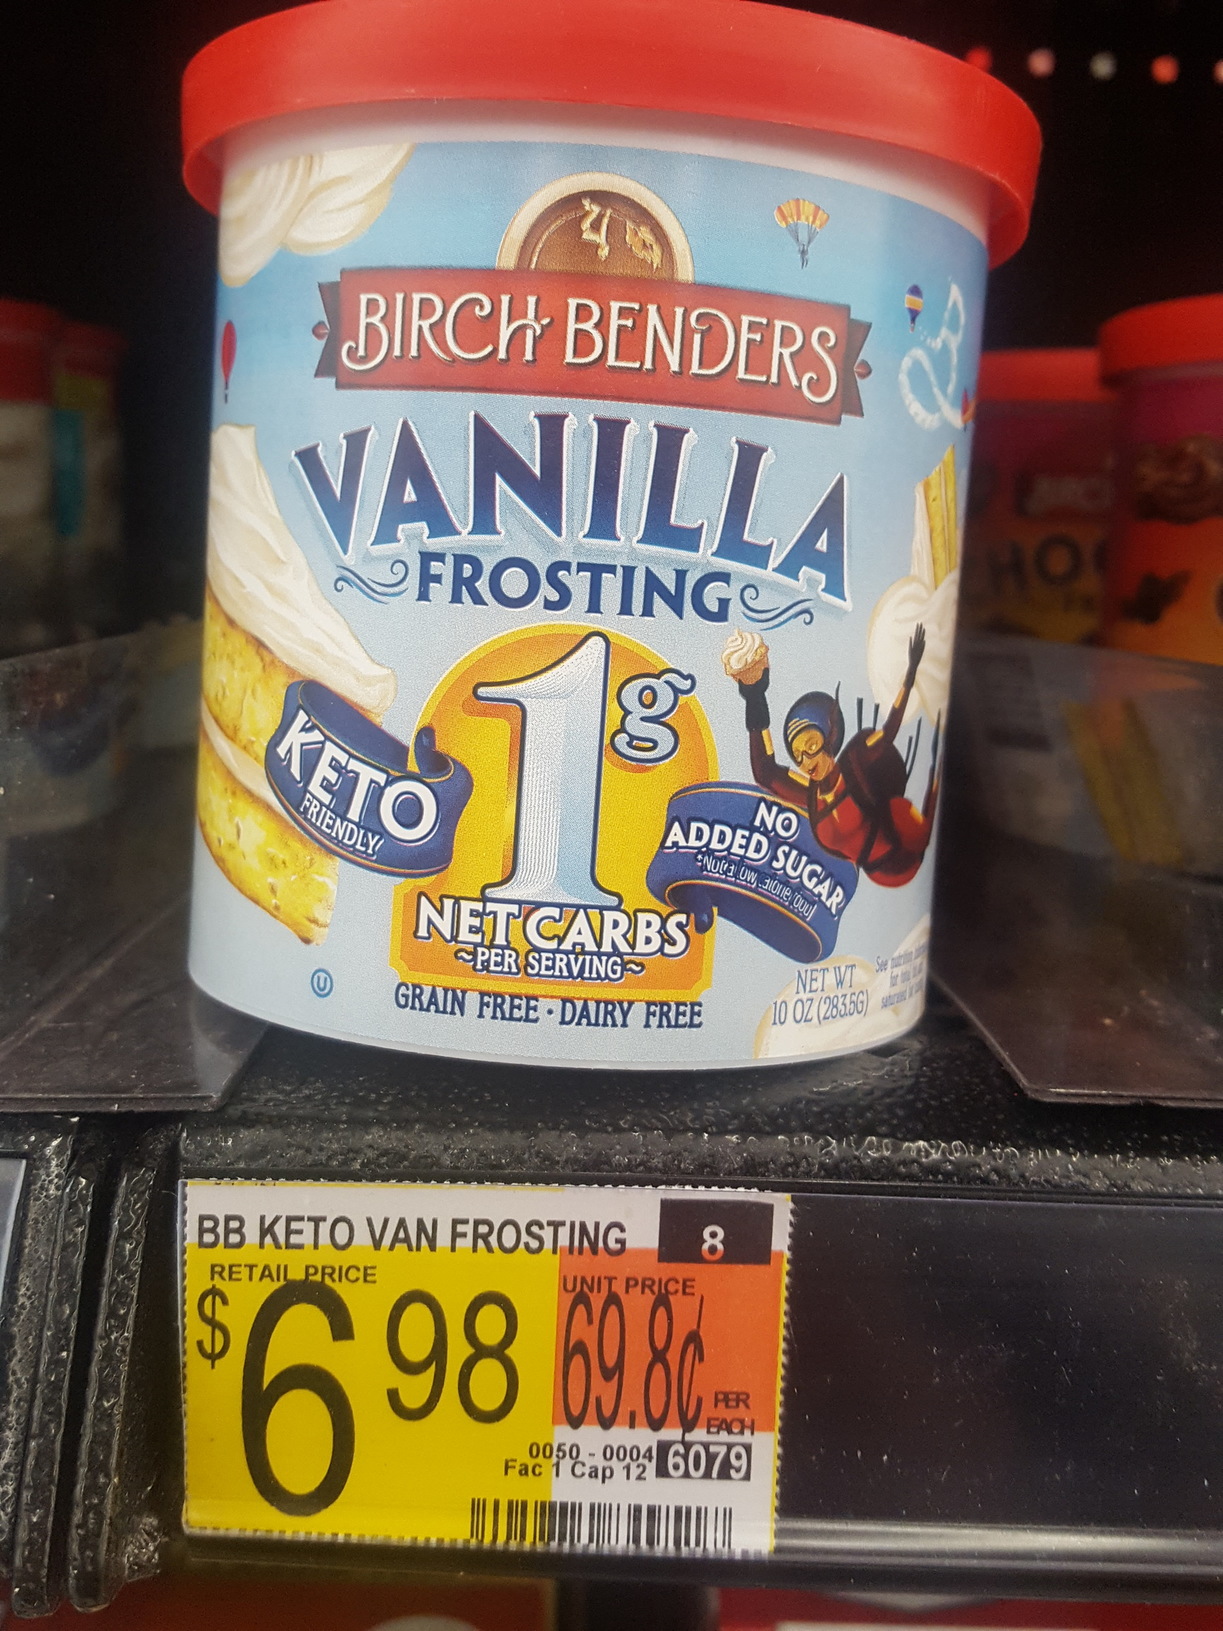 BIRCH BENDERS
VANILLA
FROSTING
1g
KETO
FRIENDLY
NET CARBS
~PER SERVING~
NO
ADDED SUGAR
GRAIN FREE · DAIRY FREE
NET WT
10 OZ (283.5G)
See nutrition
U
BB KETO VAN FROSTING
8
RETAIL PRICE
$6 98
UNIT PRICE
69.8¢
PER
EACH
0050 - 0004
Fac 1 Cap 12
6079